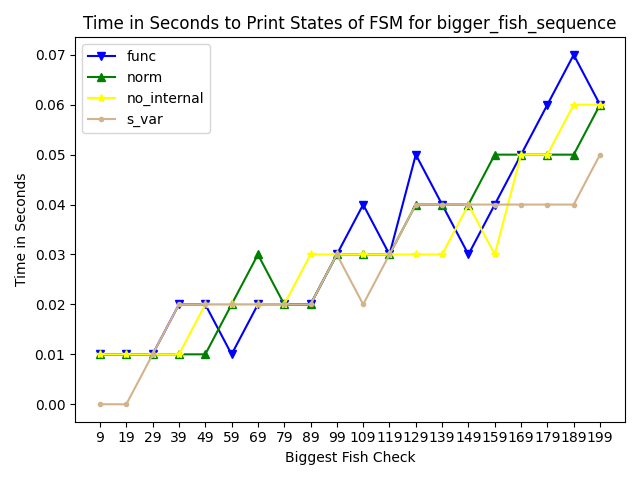 Time in Seconds to Print States of FSM for bigger_fish_sequence
func
norm
no_internal
s_var
0.07
0.06
0.05
0.04
0.03
0.02
0.01
0.00
Time in Seconds
9 19 29 39 49 59 69 79 89 99 109 119 129 139 149 159 169 179 189 199
Biggest Fish Check